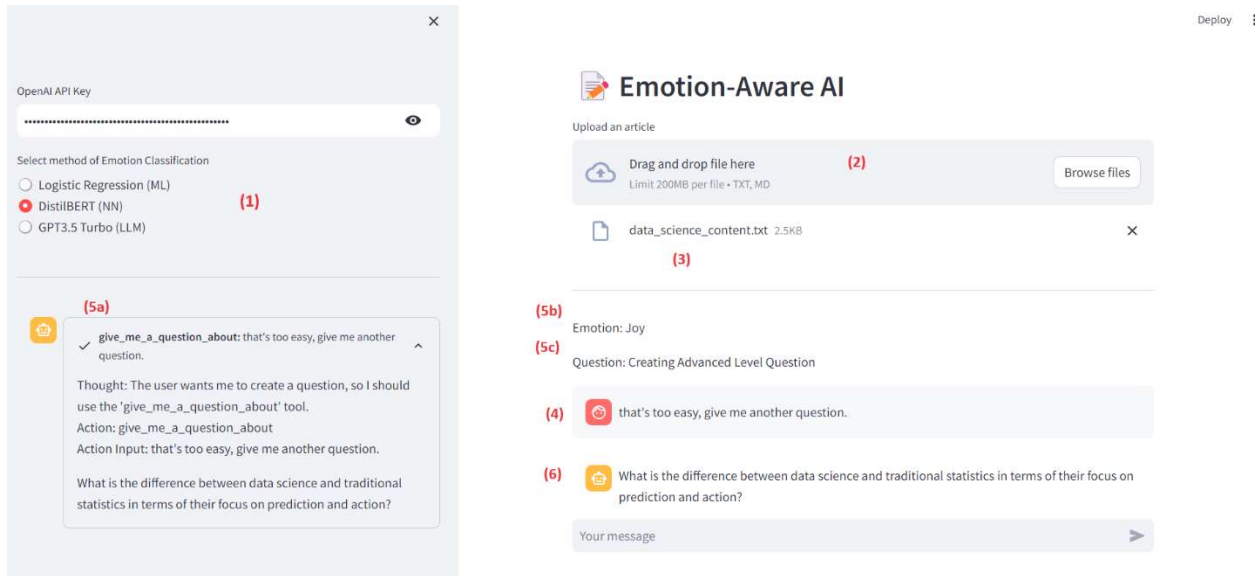 Deploy
OpenAI API Key
Select method of Emotion Classification
Logistic Regression (ML)
DistilBERT (NN)
(1)
GPT3.5 Turbo (LLM)
(5a)
give_me_a_question_about: that's too easy, give me another
question.
Thought: The user wants me to create a question, so I should
use the 'give_me_a_question_about' tool.
Action: give_me_a_question_about
Action Input: that's too easy, give me another question.
What is the difference between data science and traditional
statistics in terms of their focus on prediction and action?
Emotion-Aware AI
Upload an article
Drag and drop file here
(2)
Limit 200MB per file • TXT, MD
Browse files
data_science_content.txt 2.5KB
(3)
(5b)
Emotion: Joy
(5c)
Question: Creating Advanced Level Question
(4)
that's too easy, give me another question.
(6)
What is the difference between data science and traditional statistics in terms of their focus on
prediction and action?
Your message